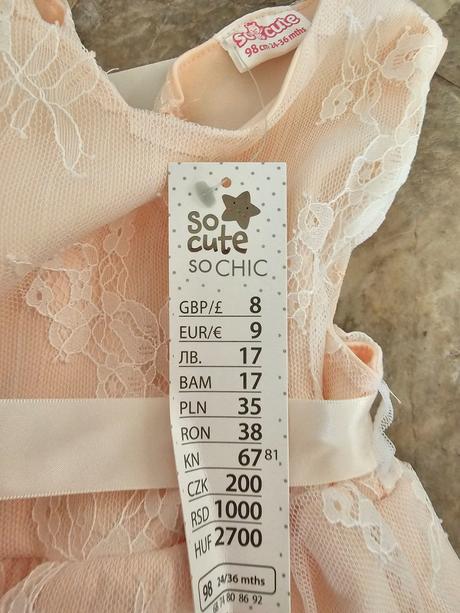 so cute
98 cm 24-36 mths
so
cute
so CHIC
GBP/£ 8
EUR/€ 9
ЛВ. 17
BAM 17
PLN 35
RON 38
KN 67 81
CZK 200
RSD 1000
HUF 2700
98 24/36 mths
80 86 92